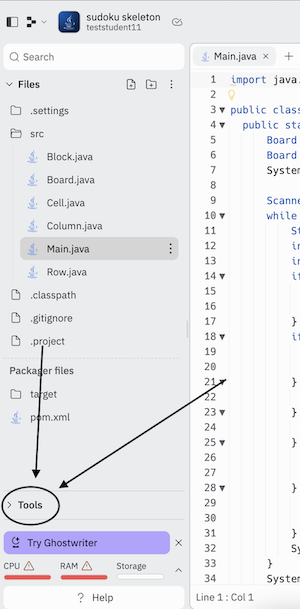 sudoku skeleton
teststudent11
Search
Files
.settings
src
Block.java
Board.java
Cell.java
Column.java
Main.java
Row.java
.classpath
.gitignore
.project
Packager files
target
pom.xml
Tools
Try Ghostwriter
CPU RAM Storage
Help
Main.java
1 import java.
2
3 public class
4 public sta
5 Board
6 Board
7 System
8
9 Scanne
10 while
11 St
12 in
13 in
14 if
15
16
17 }
18 if
19
20
21 }
22
23 }
24
25 }
26
27
28 }
29
30
31 }
32 Sy
33 }
34 System
Line 1 : Col 1